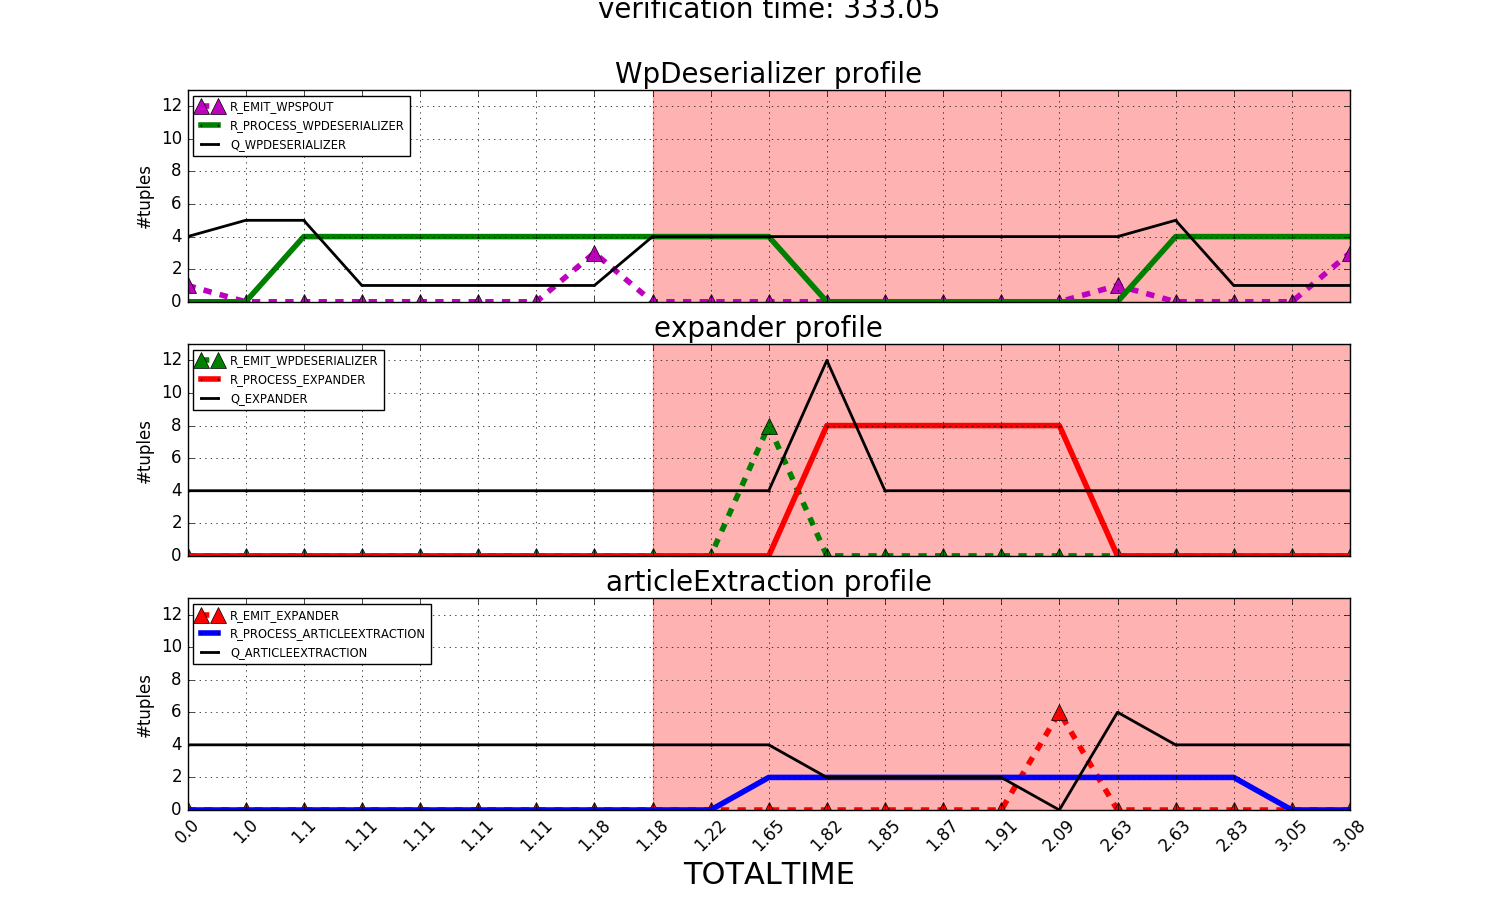 verification time: 333.05
WpDeserializer profile
R_EMIT_WPSPOUT
R_PROCESS_WPDESERIALIZER
Q_WPDESERIALIZER
12
10
8
6
4
2
0
#tuples
expander profile
R_EMIT_WPDESERIALIZER
R_PROCESS_EXPANDER
Q_EXPANDER
12
10
8
6
4
2
0
#tuples
articleExtraction profile
R_EMIT_EXPANDER
R_PROCESS_ARTICLEEXTRACTION
Q_ARTICLEEXTRACTION
12
10
8
6
4
2
0
#tuples
0.0 1.0 1.1 1.11 1.11 1.11 1.11 1.18 1.18 1.22 1.65 1.82 1.85 1.87 1.91 2.09 2.63 2.63 2.83 3.05 3.08
TOTALTIME